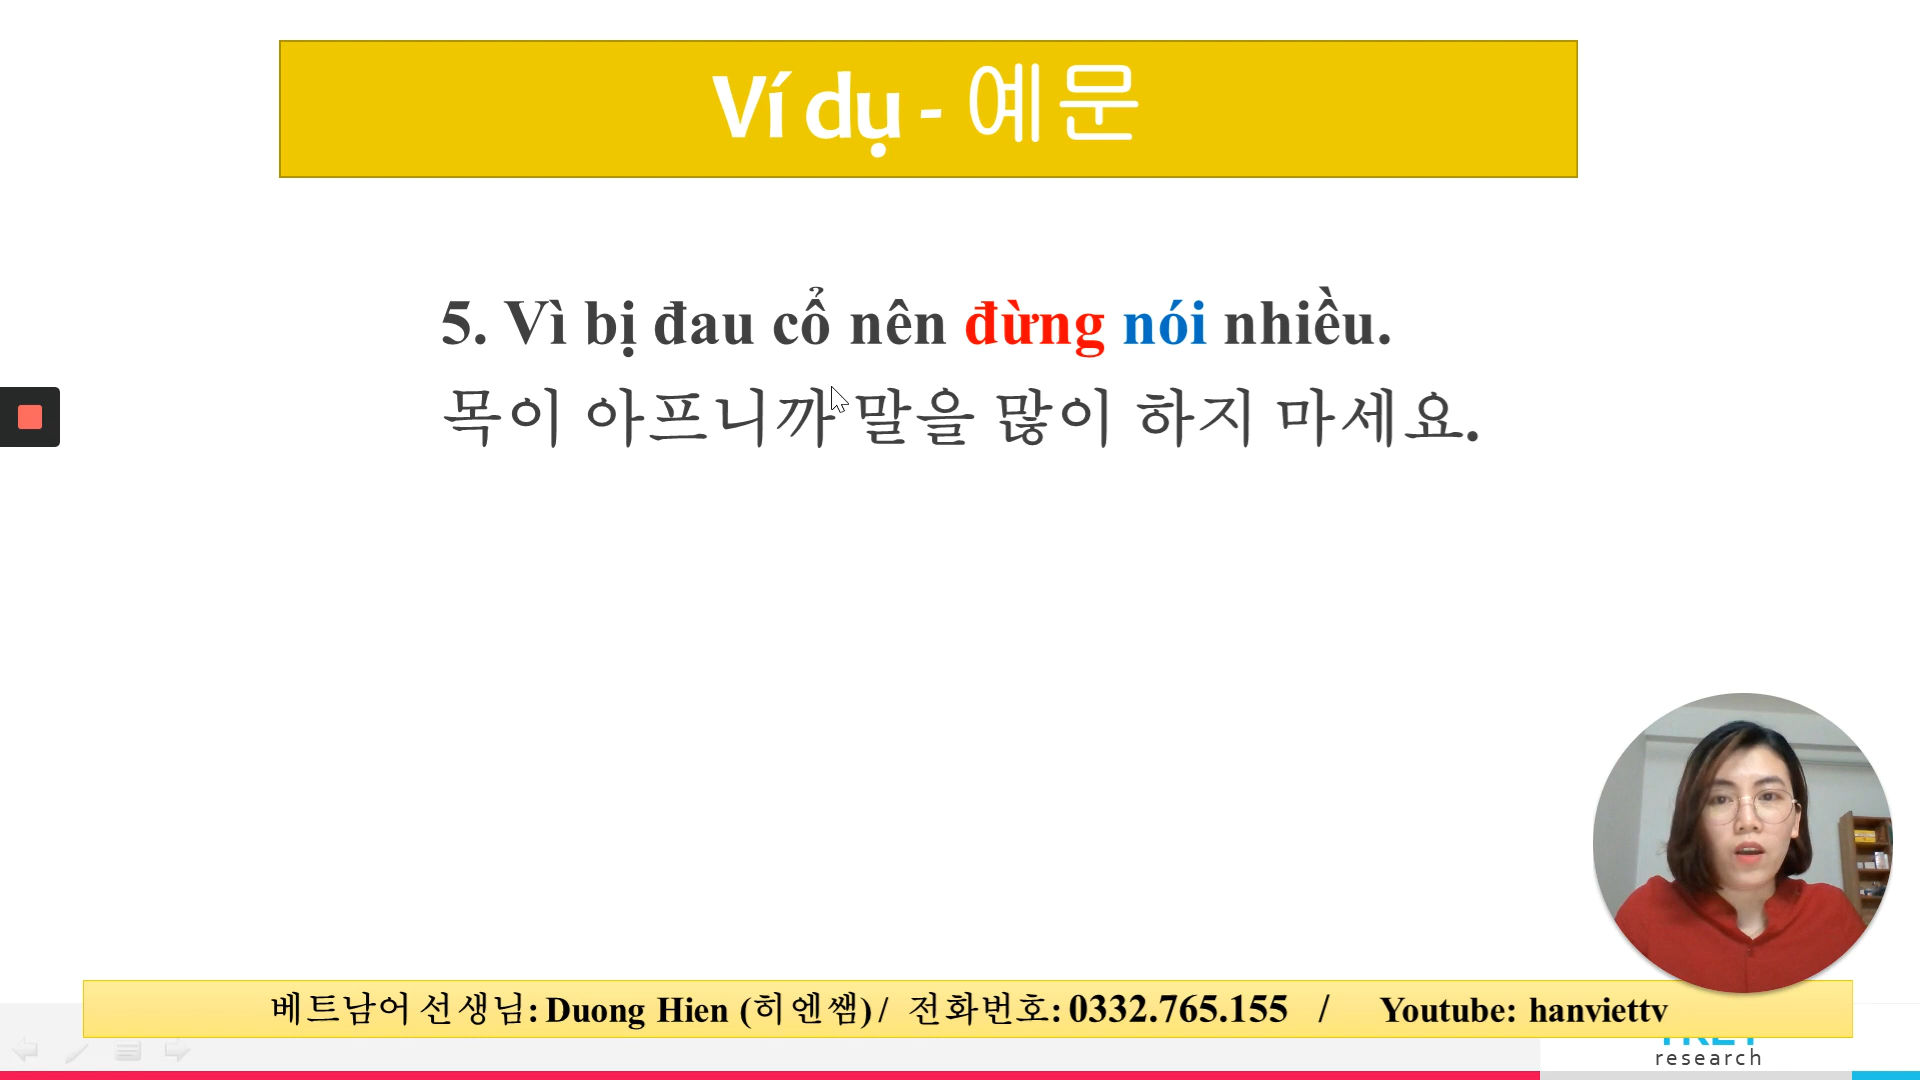 Ví dụ - 예문
5. Vì bị đau cổ nên đừng nói nhiều.
목이 아프니까 말을 많이 하지 마세요.
베트남어 선생님: Duong Hien (히엔쌤) / 전화번호: 0332.765.155 / Youtube: hanviettv
research